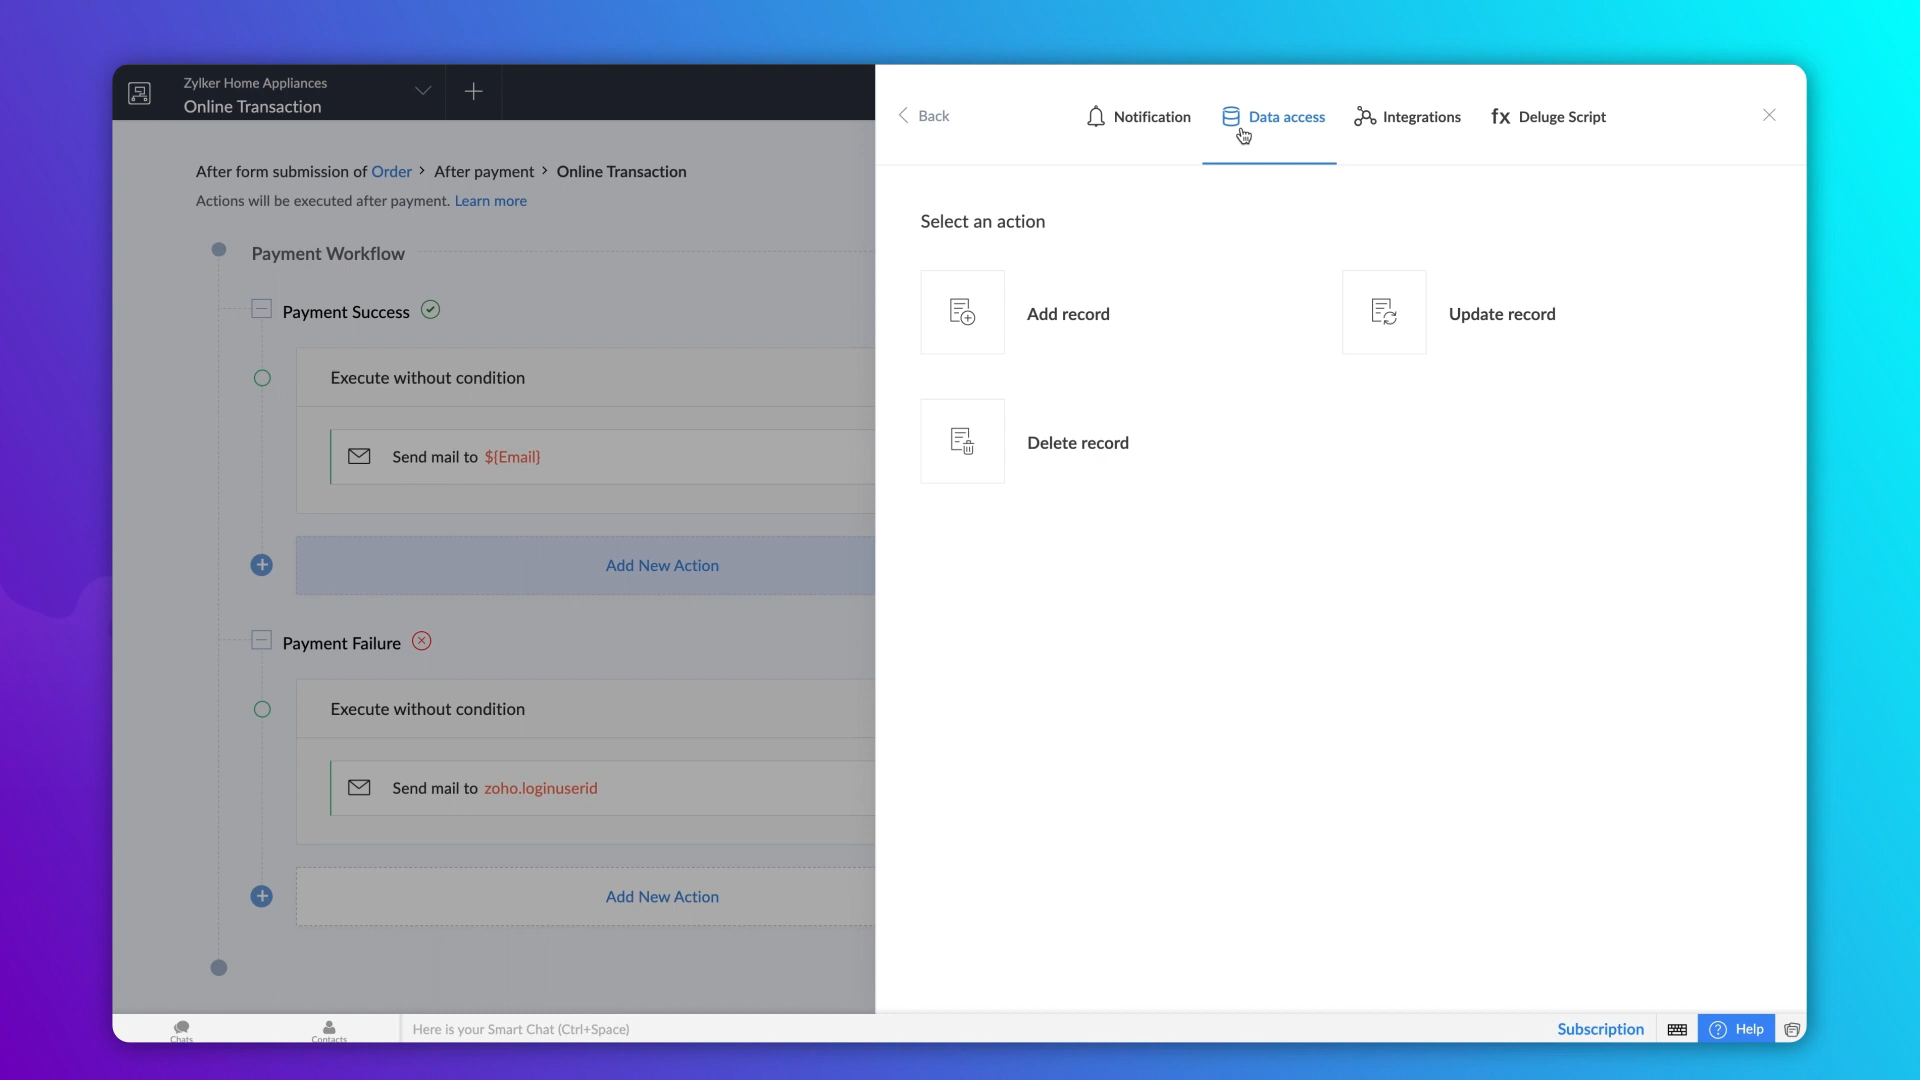 Zylker Home Appliances
Online Transaction
Back
Notification
Data access
Integrations
fx Deluge Script
After form submission of Order > After payment > Online Transaction
Actions will be executed after payment. Learn more
Select an action
Payment Workflow
Add record
Update record
Payment Success
Execute without condition
Delete record
Send mail to ${Email}
Add New Action
Payment Failure
Execute without condition
Send mail to zoho.loginuserid
Add New Action
Chats
Contacts
Here is your Smart Chat (Ctrl+Space)
Subscription
Help